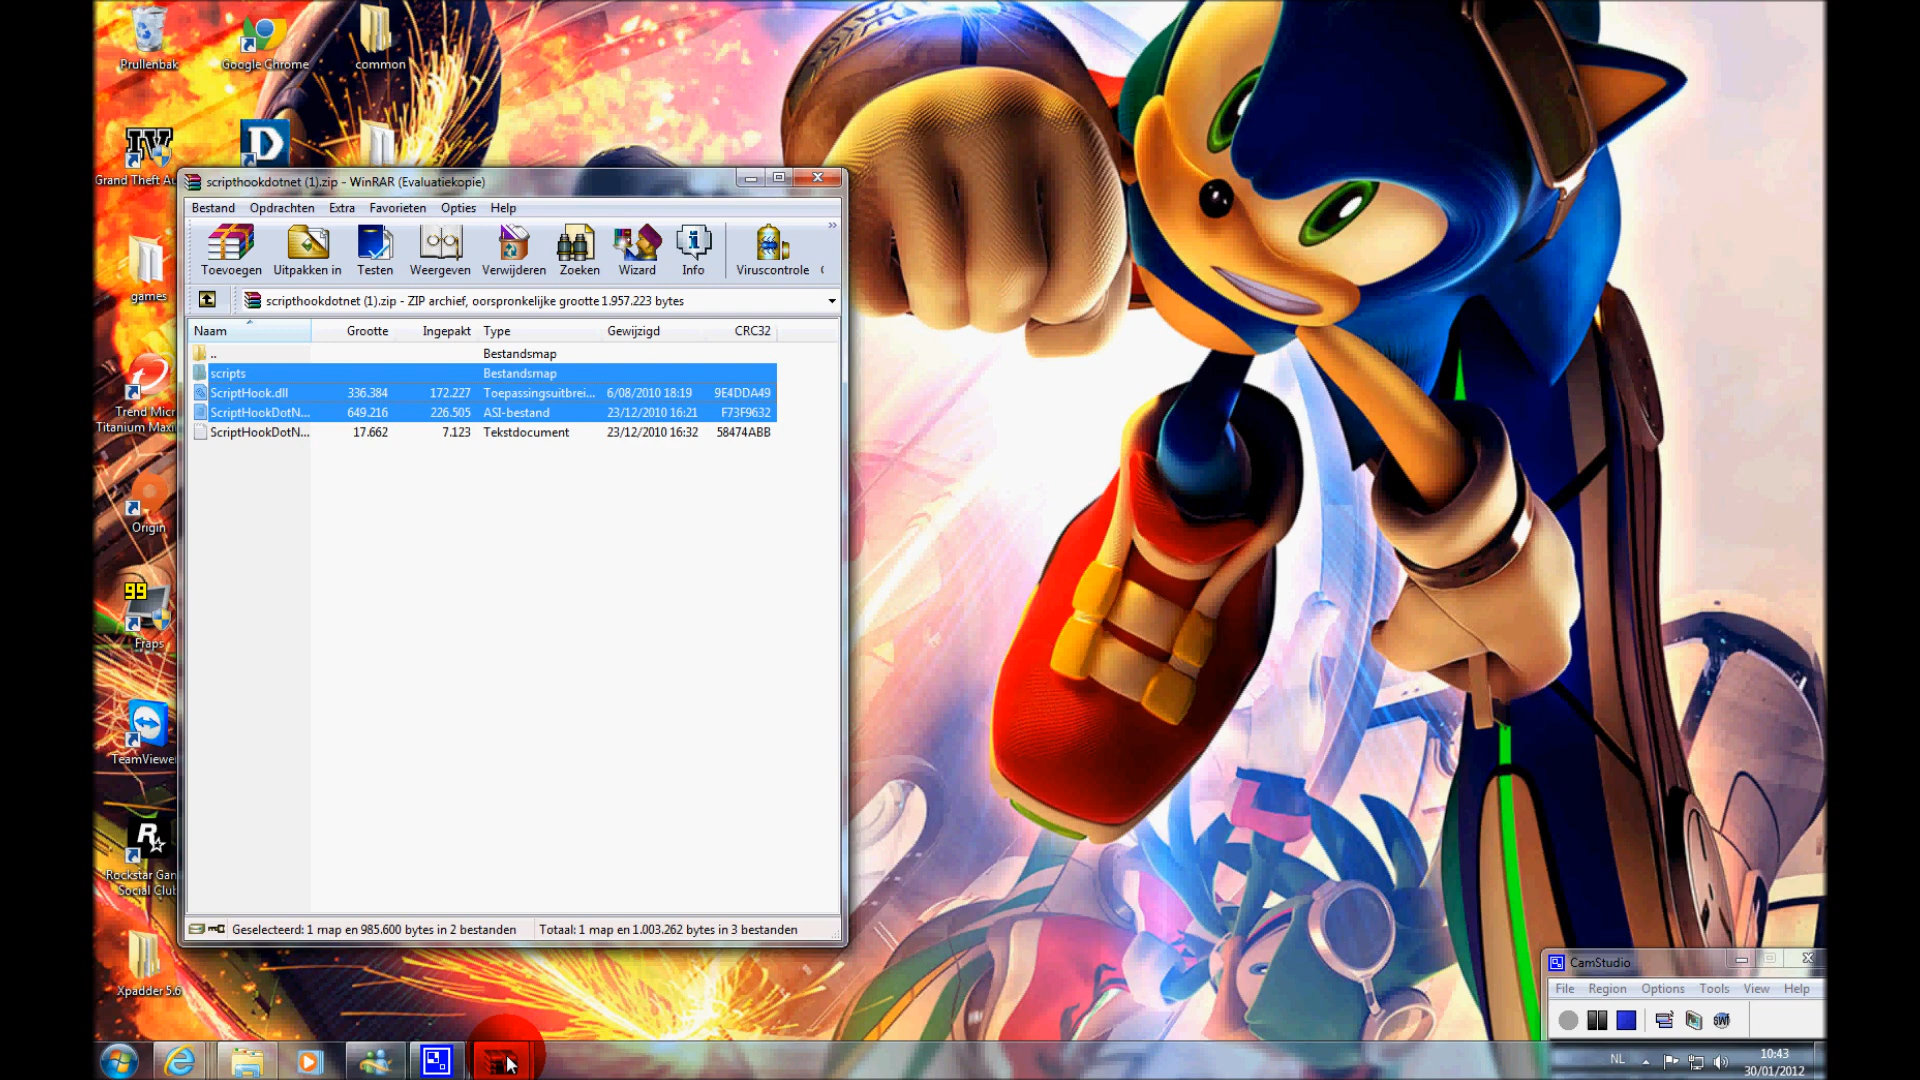 Prullenbak
Google Chrome
common
IV
D
Grand Theft Au
games
Trend Micr
Titanium Maxi
Origin
99
Fraps
TeamViewe
R
Rockstar Gam
Social Club
Xpadder 5.6
scripthookdotnet (1).zip - WinRAR (Evaluatiekopie)
Bestand Opdrachten Extra Favorieten Opties Help
Toevoegen Uitpakken in Testen Weergeven Verwijderen Zoeken Wizard Info Viruscontrole
scripthookdotnet (1).zip - ZIP archief, oorspronkelijke grootte 1.957.223 bytes
Naam Grootte Ingepakt Type Gewijzigd CRC32
.. Bestandsmap
scripts Bestandsmap
ScriptHook.dll 336.384 172.227 Toepassingsuitbrei... 6/08/2010 18:19 9E4DDA49
ScriptHookDotN... 649.216 226.505 ASI-bestand 23/12/2010 16:21 F73F9632
ScriptHookDotN... 17.662 7.123 Tekstdocument 23/12/2010 16:32 58474ABB
Geselecteerd: 1 map en 985.600 bytes in 2 bestanden Totaal: 1 map en 1.003.262 bytes in 3 bestanden
CamStudio
File Region Options Tools View Help
SWF
NL
10:43
30/01/2012